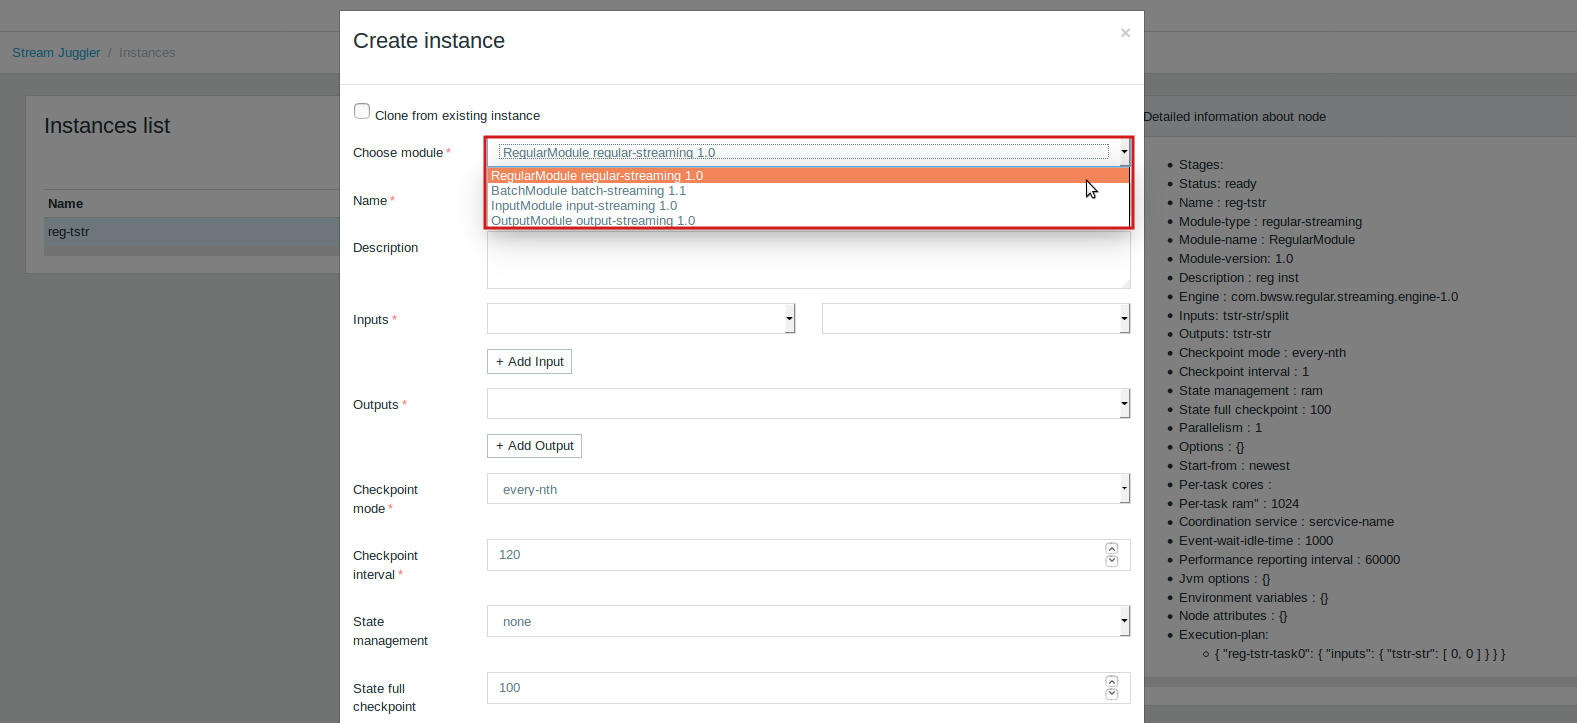 Stream Juggler / Instances
Instances list
Name
reg-tstr
Create instance
×
Clone from existing instance
Choose module *
RegularModule regular-streaming 1.0
RegularModule regular-streaming 1.0
BatchModule batch-streaming 1.1
InputModule input-streaming 1.0
OutputModule output-streaming 1.0
Name *
Description
Inputs *
+ Add Input
Outputs *
+ Add Output
Checkpoint
mode *
every-nth
Checkpoint
interval *
120
State
management
none
State full
checkpoint
100
Detailed information about node
Stages:
Status: ready
Name : reg-tstr
Module-type : regular-streaming
Module-name : RegularModule
Module-version: 1.0
Description : reg inst
Engine : com.bwsw.regular.streaming.engine-1.0
Inputs: tstr-str/split
Outputs: tstr-str
Checkpoint mode : every-nth
Checkpoint interval : 1
State management : ram
State full checkpoint : 100
Parallelism : 1
Options : {}
Start-from : newest
Per-task cores :
Per-task ram" : 1024
Coordination service : sercvice-name
Event-wait-idle-time : 1000
Performance reporting interval : 60000
Jvm options : {}
Environment variables : {}
Node attributes : {}
Execution-plan:
{ "reg-tstr-task0": { "inputs": { "tstr-str": [ 0, 0 ] } } }